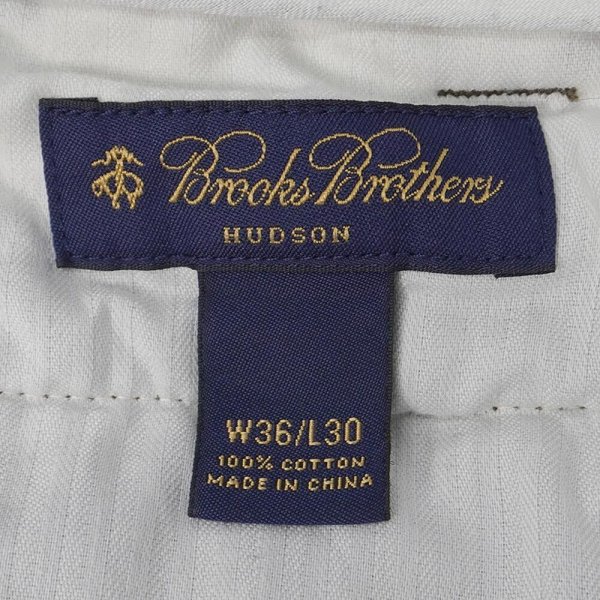 Brooks Brothers
HUDSON
W36/L30
100% COTTON
MADE IN CHINA